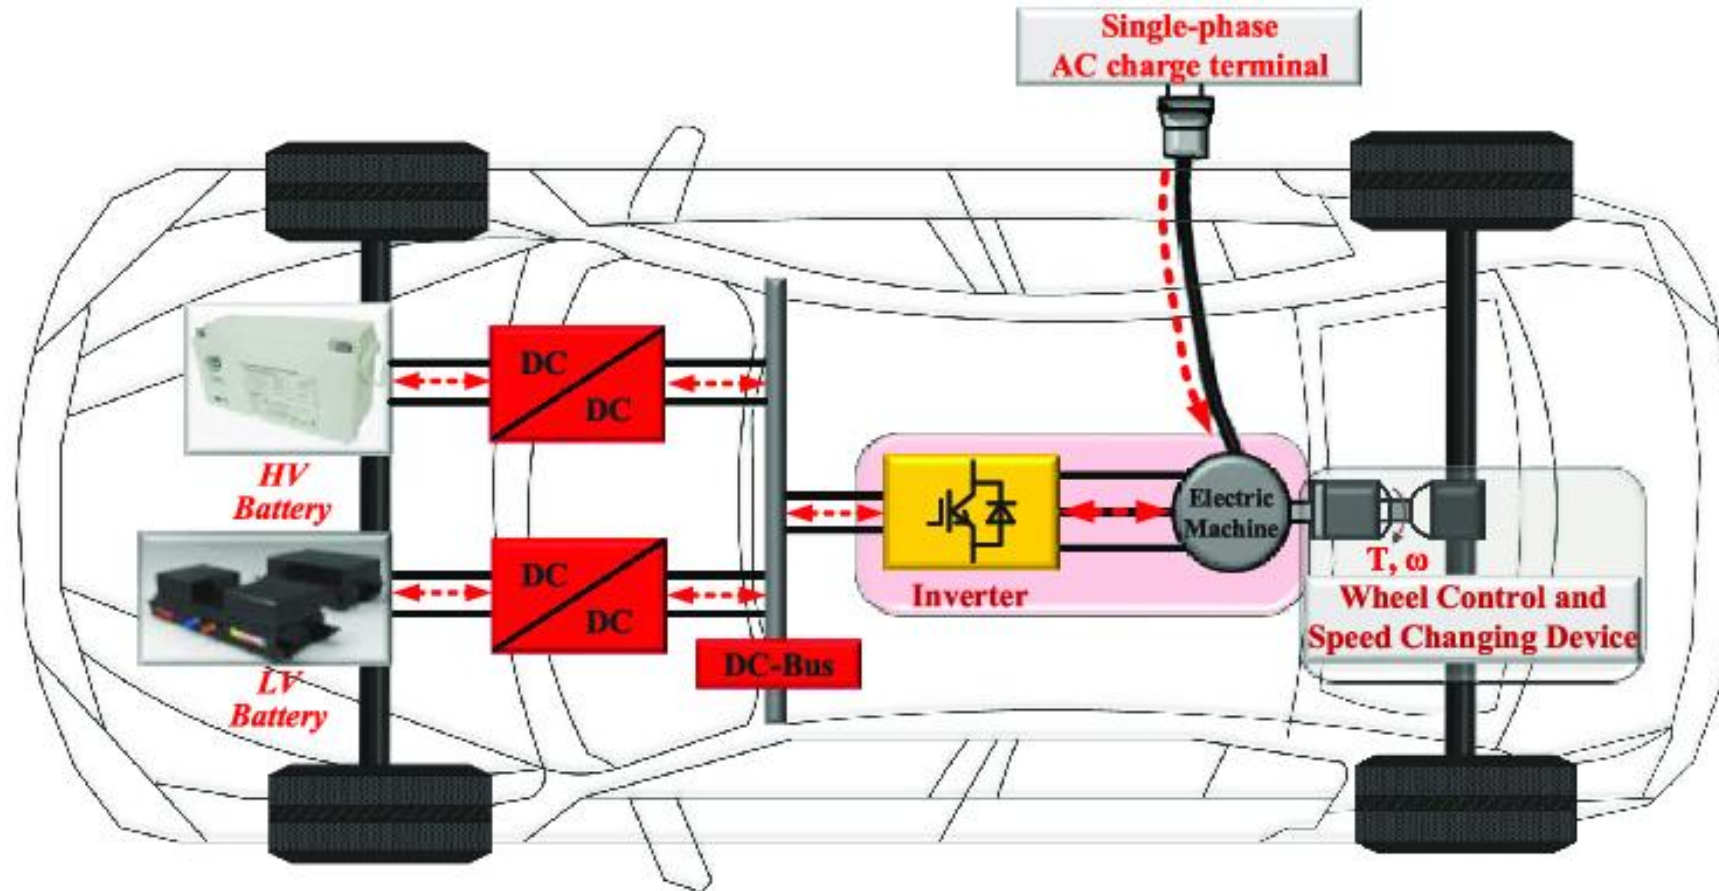 Single-phase
AC charge terminal
DC
DC
HV
Battery
Electric
Machine
T, ω
Inverter
Wheel Control and
Speed Changing Device
DC
DC
DC-Bus
LV
Battery